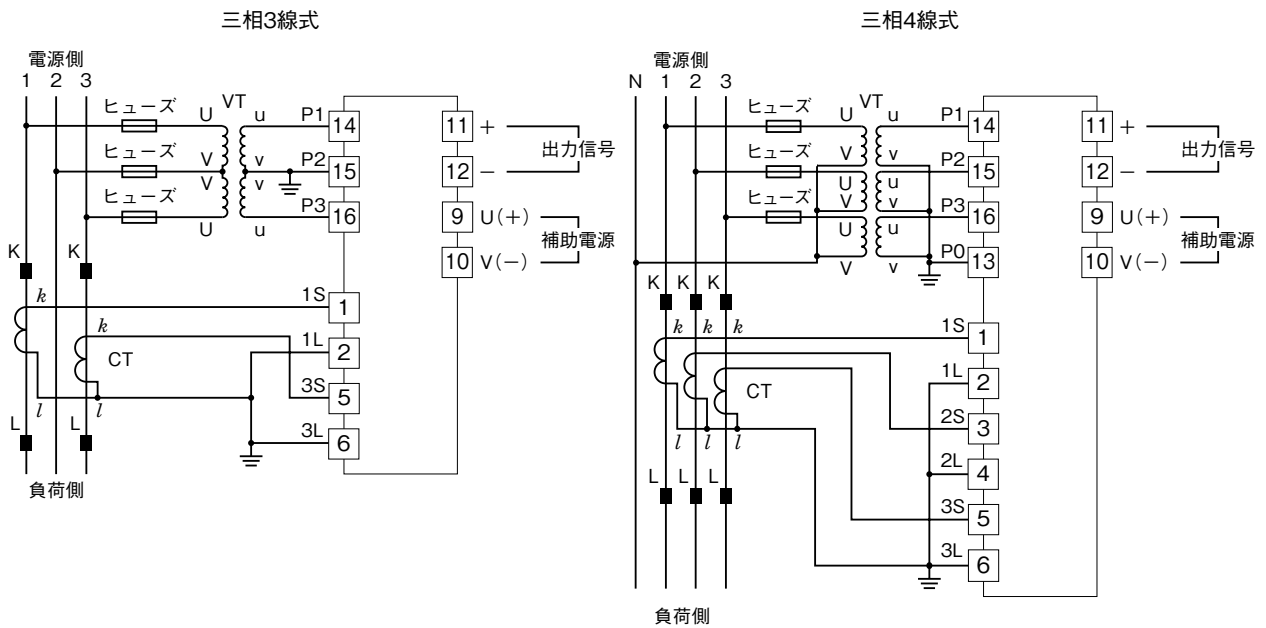 三相3線式
電源側
1 2 3
ヒューズ
U VT u P1 14
V v
ヒューズ
P2 15
V v
ヒューズ
P3 16
U u
11 +
出力信号
12 −
9 U(+)
補助電源
10 V(−)
K K
k 1S 1
k
CT
1L 2
3S 5
l l
L L
3L 6
負荷側
三相4線式
電源側
N 1 2 3
ヒューズ
U VT u P1 14
V v
ヒューズ
P2 15
U u
V v
ヒューズ
P3 16
U u
V v
P0 13
11 +
出力信号
12 −
9 U(+)
補助電源
10 V(−)
K K K
k k k
1S 1
1L 2
CT
2S 3
l l l
2L 4
L L L
3S 5
3L 6
負荷側